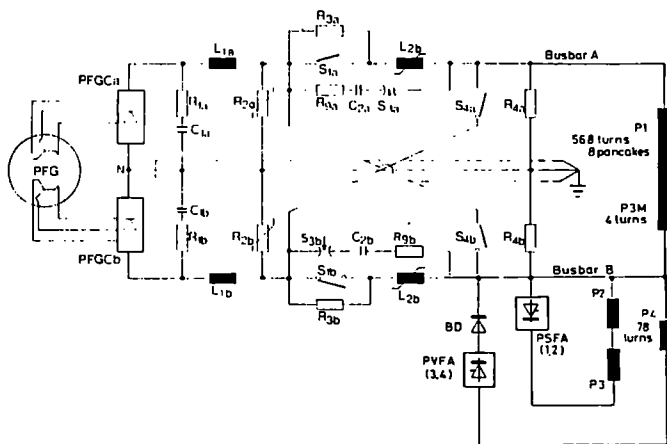 R3a
L1a
L2b
S1a
Busbar A
PFGCa
R1a
R2a
R9a C2a S3a
S4a
R4a
C1a
P1
568 turns
8 pancakes
PFG
N
P3M
4 turns
C1b
R1b
R2b
S3b
C2b
R9b
S4b
R4b
PFGCb
S1b
Busbar B
L1b
L2b
R3b
P2
BD
PSFA
(1,2)
P4
78
turns
PVFA
(3,4)
P3